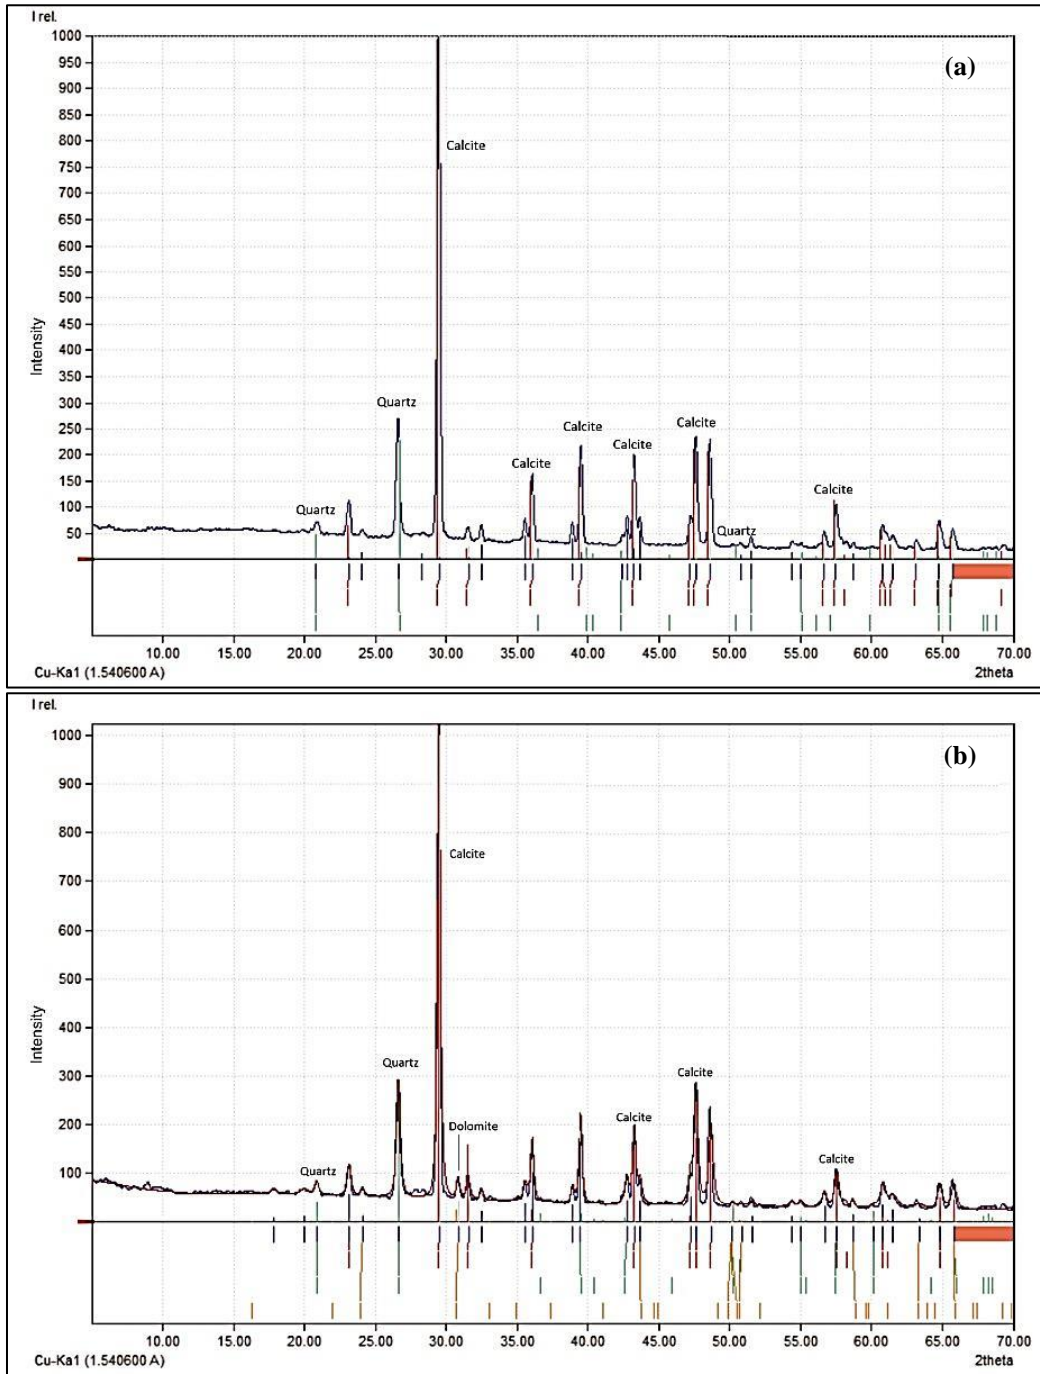 I rel.
1000
(a)
950
900
850
800
Calcite
750
700
650
600
550
500
450
400
Intensity
350
300
Quartz
250
Calcite
Calcite
200
Calcite
Calcite
150
Calcite
100
Quartz
Quartz
50
10.00 15.00 20.00 25.00 30.00 35.00 40.00 45.00 50.00 55.00 60.00 65.00 70.00
Cu-Ka1 (1.540600 A) 2theta
I rel.
1000
(b)
900
800
Calcite
700
600
500
400
Intensity
300
Quartz
Calcite
200
Dolomite
Calcite
100
Quartz
Calcite
10.00 15.00 20.00 25.00 30.00 35.00 40.00 45.00 50.00 55.00 60.00 65.00 70.00
Cu-Ka1 (1.540600 A) 2theta